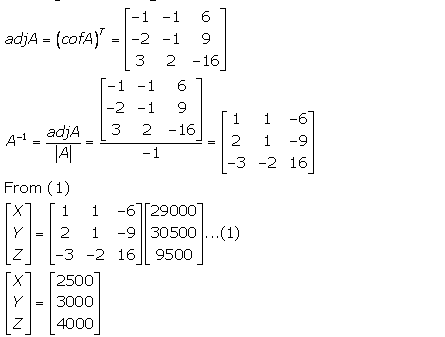 adjA = (cofA)^T = [-1 -1 6; -2 -1 9; 3 2 -16]
A^-1 = adjA/|A| = [-1 -1 6; -2 -1 9; 3 2 -16]/-1 = [1 1 -6; 2 1 -9; -3 -2 16]
From (1)
[X; Y; Z] = [1 1 -6; 2 1 -9; -3 -2 16] [29000; 30500; 9500] ...(1)
[X; Y; Z] = [2500; 3000; 4000]